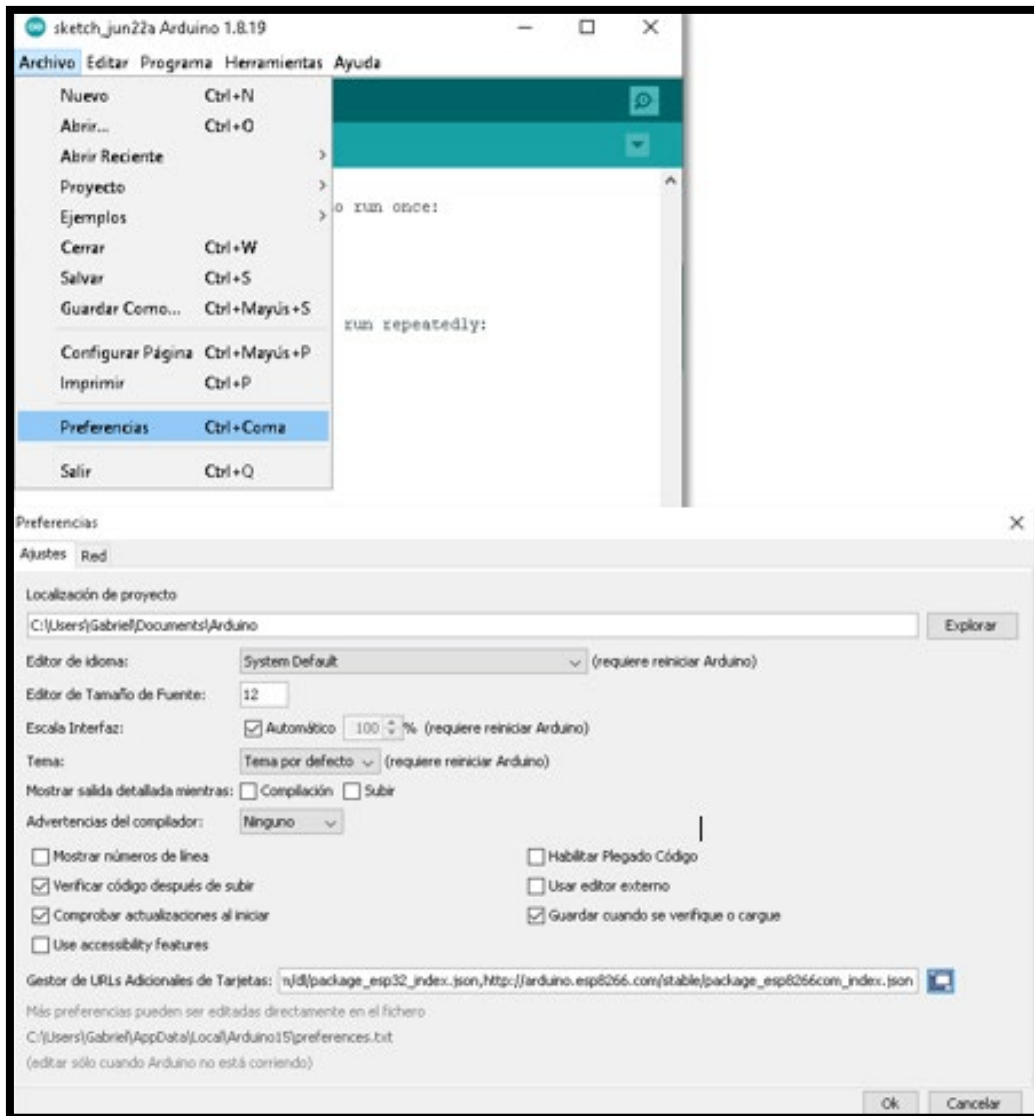 sketch_jun22a Arduino 1.8.19
Archivo Editar Programa Herramientas Ayuda
Nuevo Ctrl+N
Abrir... Ctrl+O
Abrir Reciente
Proyecto
Ejemplos
Cerrar Ctrl+W
Salvar Ctrl+S
Guardar Como... Ctrl+Mayús+S
Configurar Página Ctrl+Mayús+P
Imprimir Ctrl+P
Preferencias Ctrl+Coma
Salir Ctrl+Q
o run once:
run repeatedly:
Preferencias
Ajustes Red
Localización de proyecto
C:\Users\Gabriel\Documents\Arduino Explorar
Editor de idioma: System Default (requiere reiniciar Arduino)
Editor de Tamaño de Fuente: 12
Escala Interfaz: Automático 100 % (requiere reiniciar Arduino)
Tema: Tema por defecto (requiere reiniciar Arduino)
Mostrar salida detallada mientras: Compilación Subir
Advertencias del compilador: Ninguno
Mostrar números de línea Habilitar Plegado Código
Verificar código después de subir Usar editor externo
Comprobar actualizaciones al iniciar Guardar cuando se verifique o cargue
Use accessibility features
Gestor de URLs Adicionales de Tarjetas: n/dl/package_esp32_index.json,http://arduino.esp8266.com/stable/package_esp8266com_index.json
Más preferencias pueden ser editadas directamente en el fichero
C:\Users\Gabriel\AppData\Local\Arduino15\preferences.txt
(editar sólo cuando Arduino no está corriendo)
Ok Cancelar